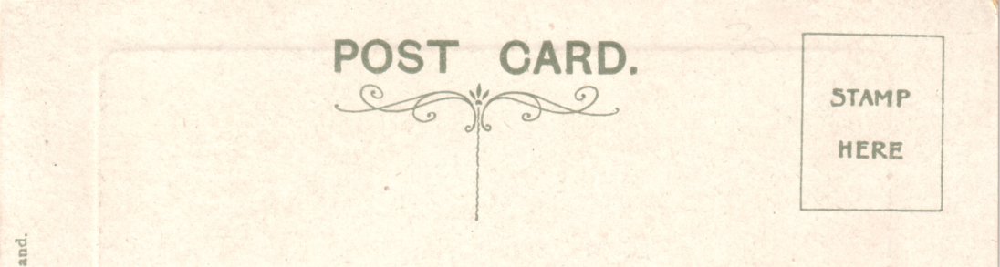 POST CARD.
STAMP
HERE
and.